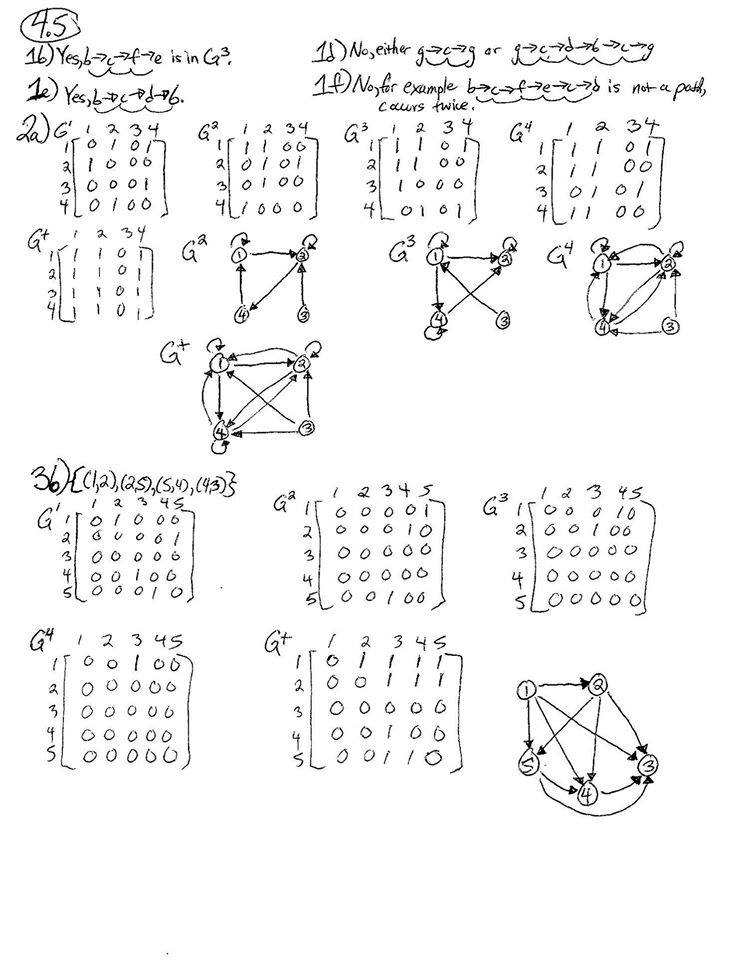 4.5
1b) Yes, b→c→f→e is in G³.
1d) No, either g→c→g or g→c→d→b→c→g
1e) Yes, b→c→d→b.
1f) No, for example b→c→f→e→c→b is not a path,
c occurs twice.
2a) G¹ 1 2 3 4
1 0 1 0 1
2 1 0 0 0
3 0 0 0 1
4 0 1 0 0
G² 1 2 3 4
1 1 1 0 0
2 0 1 0 1
3 0 1 0 0
4 1 0 0 0
G³ 1 2 3 4
1 1 1 0 1
2 1 1 0 0
3 1 0 0 0
4 0 1 0 1
G⁴ 1 2 3 4
1 1 1 0 1
2 1 1 0 0
3 0 1 0 1
4 1 1 0 0
G⁺ 1 2 3 4
1 1 1 0 1
2 1 1 0 1
3 1 1 0 1
4 1 1 0 1
G² 1 2 4 3
G³ 1 2 4 3
G⁴ 1 2 4 3
G⁺ 1 2 4 3
3b) {(1,2),(2,5),(5,4),(4,3)}
G¹ 1 2 3 4 5
1 0 1 0 0 0
2 0 0 0 0 1
3 0 0 0 0 0
4 0 0 1 0 0
5 0 0 0 1 0
G² 1 2 3 4 5
1 0 0 0 0 1
2 0 0 0 1 0
3 0 0 0 0 0
4 0 0 0 0 0
5 0 0 1 0 0
G³ 1 2 3 4 5
1 0 0 0 1 0
2 0 0 1 0 0
3 0 0 0 0 0
4 0 0 0 0 0
5 0 0 0 0 0
G⁴ 1 2 3 4 5
1 0 0 1 0 0
2 0 0 0 0 0
3 0 0 0 0 0
4 0 0 0 0 0
5 0 0 0 0 0
G⁺ 1 2 3 4 5
1 0 1 1 1 1
2 0 0 1 1 1
3 0 0 0 0 0
4 0 0 1 0 0
5 0 0 1 1 0
1 2
5 4 3